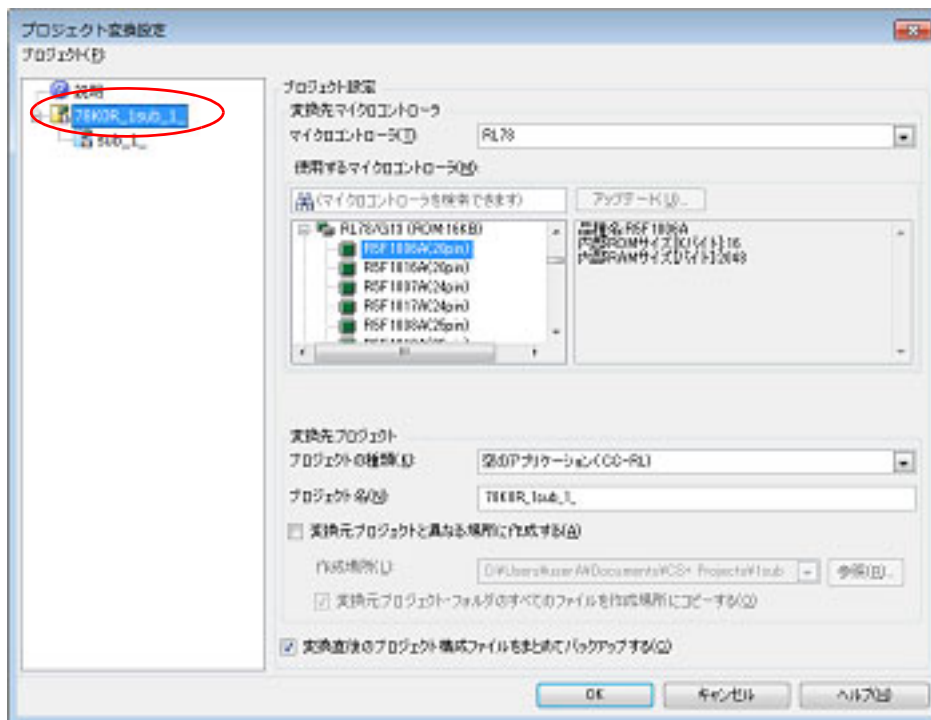 プロジェクト変換設定
プロジェクト(P)
説明
78K0R_1sub_1_
sub_1_
プロジェクト設定
変換先マイクロコントローラ
マイクロコントローラ(T)
RL78
使用するマイクロコントローラ(M):
(マイクロコントローラを検索できます)
アップデート(U)...
RL78/G13 (ROM:16KB)
R5F1006A(20pin)
R5F1016A(20pin)
R5F1007A(24pin)
R5F1017A(24pin)
R5F1008A(25pin)
品種名:R5F1006A
内蔵ROMサイズ[Kバイト]:16
内蔵RAMサイズ[バイト]:2048
変換先プロジェクト
プロジェクトの種類(K):
空のアプリケーション(CC-RL)
プロジェクト名(N):
78K0R_1sub_1_
変換元プロジェクトと異なる場所に作成する(A)
作成場所(L):
D:¥Users¥userA¥Documents¥CS+ Projects¥1sub
参照(R)...
変換元プロジェクト・フォルダのすべてのファイルを作成場所にコピーする(O)
変換直後のプロジェクト構成ファイルをまとめてバックアップする(C)
OK
キャンセル
ヘルプ(H)